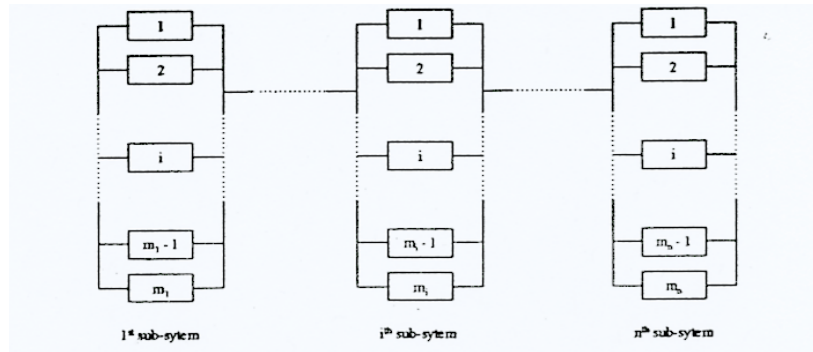 1 1 1
2 2 2
i i i
m₁ - 1 mᵢ - 1 mₙ - 1
m₁ mᵢ mₙ
1ˢᵗ sub-sytem iᵗʰ sub-sytem nᵗʰ sub-sytem